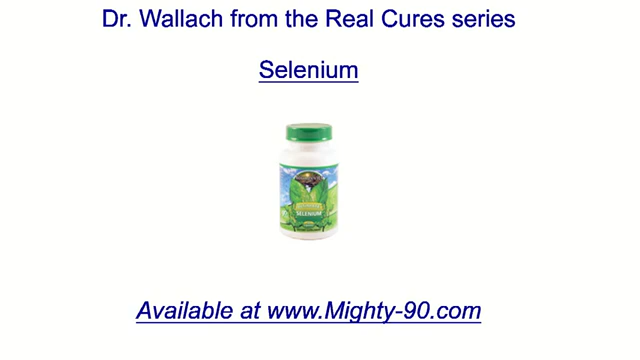 Dr. Wallach from the Real Cures series
Selenium
SELENIUM
Available at www.Mighty-90.com